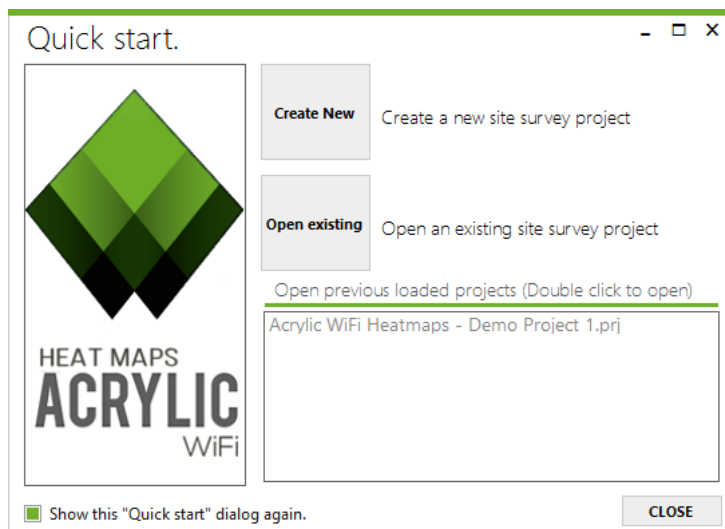 Quick start.
HEAT MAPS
ACRYLIC
WiFi
Create New
Create a new site survey project
Open existing
Open an existing site survey project
Open previous loaded projects (Double click to open)
Acrylic WiFi Heatmaps - Demo Project 1.prj
Show this "Quick start" dialog again.
CLOSE